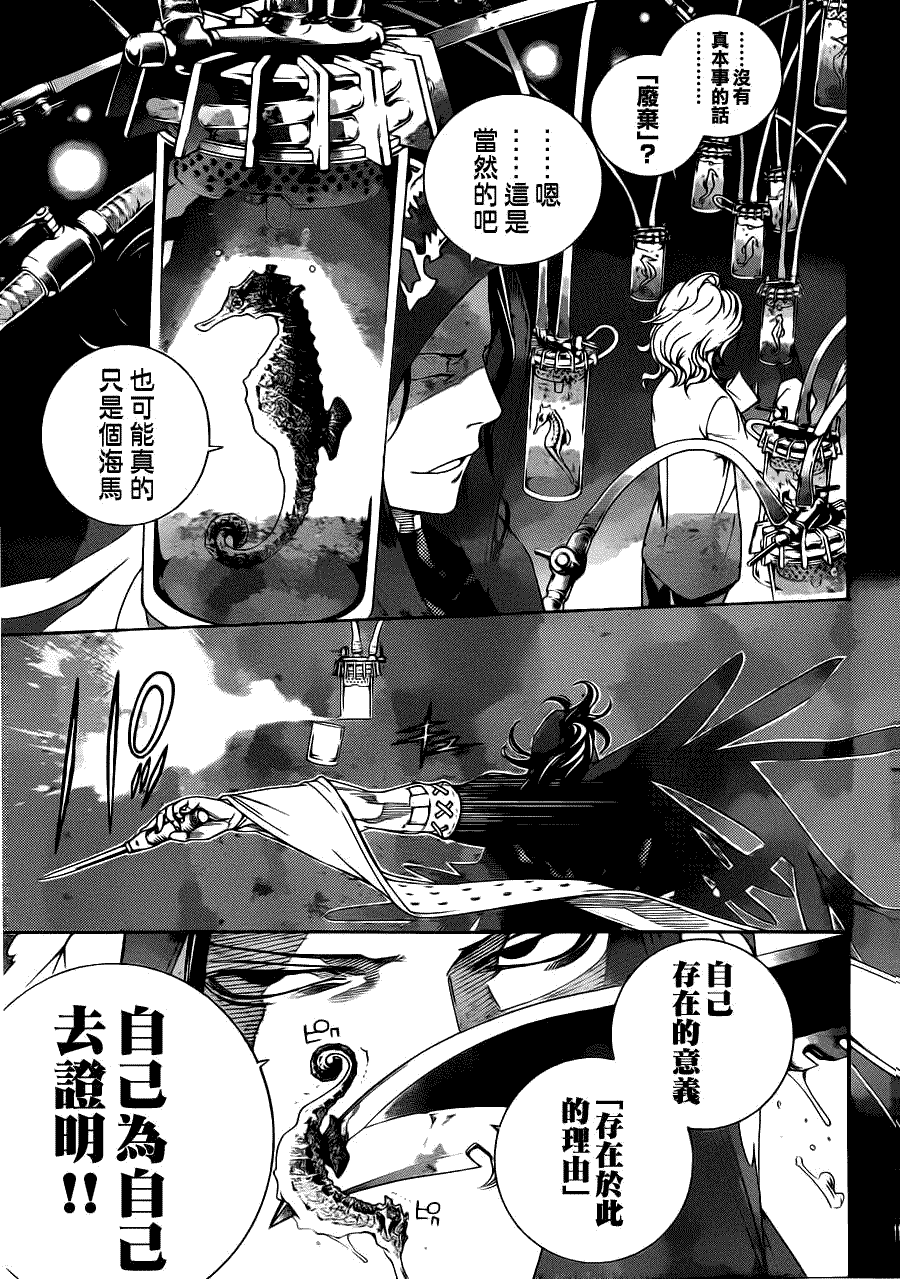 ……沒有
真本事的話
…………
「廢棄」？
……嗯
……這是
當然的吧
也可能真的
只是個海馬
自己
存在的意義
「存在於此
的理由」
自己為自己
去證明!!